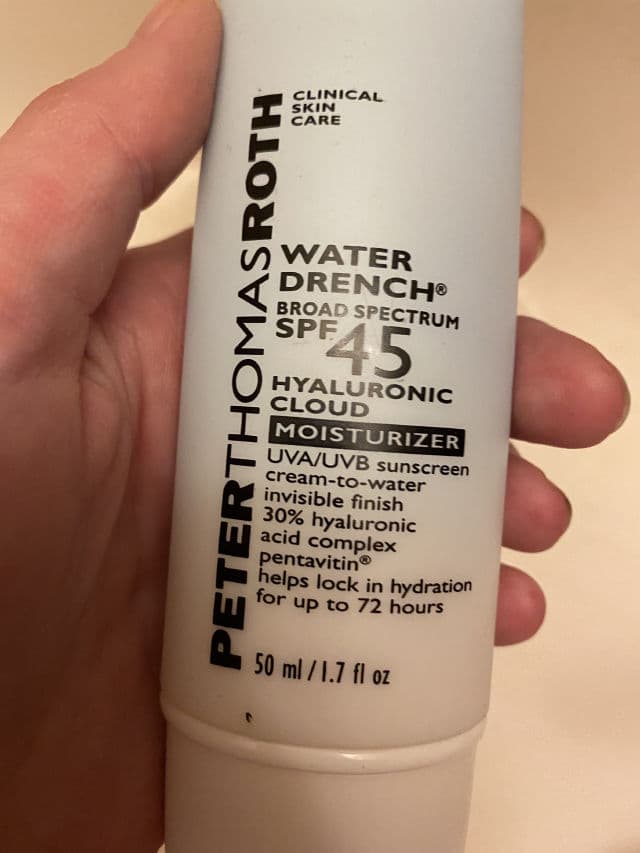 PETERTHOMASROTH
CLINICAL
SKIN
CARE
WATER
DRENCH®
BROAD SPECTRUM
SPF 45
HYALURONIC
CLOUD
MOISTURIZER
UVA/UVB sunscreen
cream-to-water
invisible finish
30% hyaluronic
acid complex
pentavitin®
helps lock in hydration
for up to 72 hours
50 ml / 1.7 fl oz